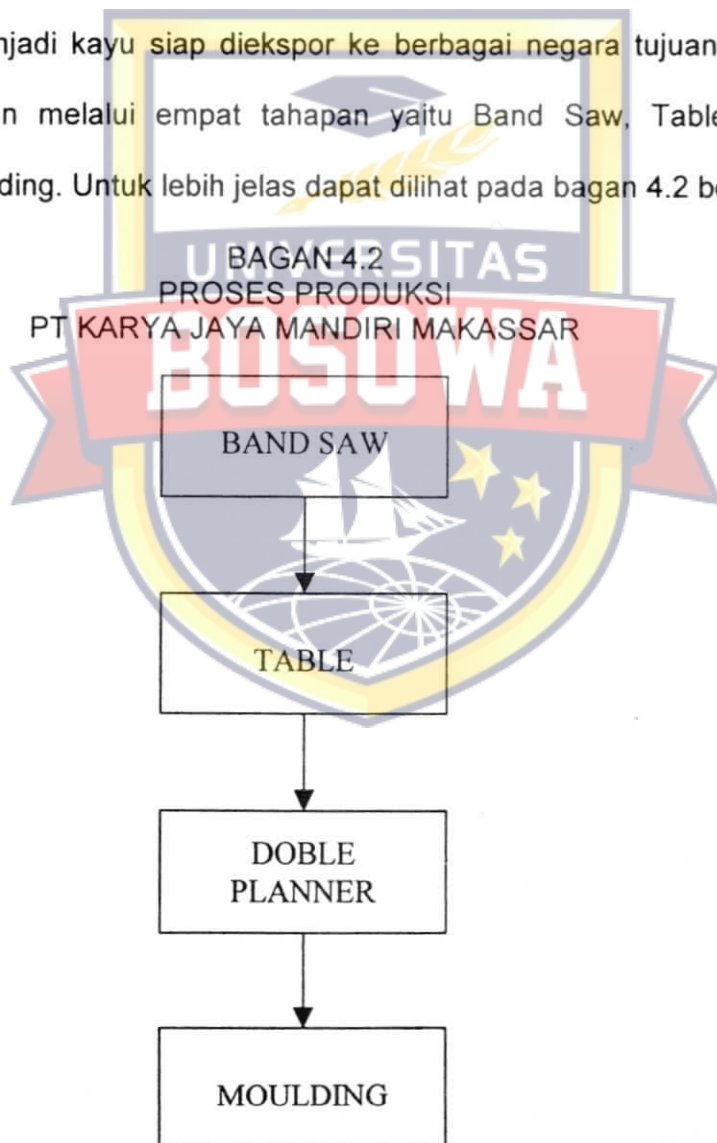 njadi kayu siap diekspor ke berbagai negara tujuan
n melalui empat tahapan yaitu Band Saw, Table
ding. Untuk lebih jelas dapat dilihat pada bagan 4.2 be
BAGAN 4.2
PROSES PRODUKSI
PT KARYA JAYA MANDIRI MAKASSAR
UNIVERSITAS
BOSOWA
BAND SAW
TABLE
DOBLE
PLANNER
MOULDING